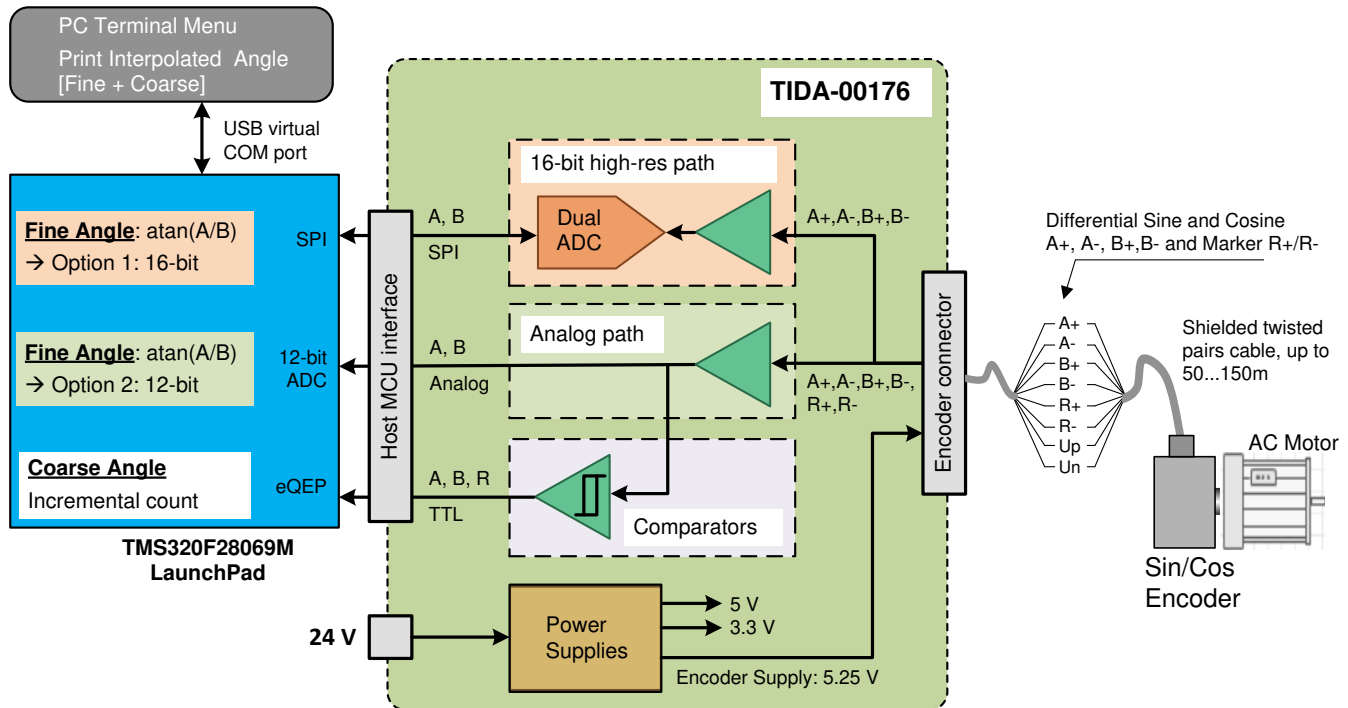 PC Terminal Menu
Print Interpolated Angle
[Fine + Coarse]
USB virtual
COM port
Fine Angle: atan(A/B)
→ Option 1: 16-bit
SPI
Fine Angle: atan(A/B)
→ Option 2: 12-bit
12-bit
ADC
Coarse Angle
Incremental count
eQEP
TMS320F28069M
LaunchPad
Host MCU interface
TIDA-00176
16-bit high-res path
A, B
SPI
Dual
ADC
A+,A-,B+,B-
Analog path
A, B
Analog
A+,A-,B+,B-,
R+,R-
A, B, R
TTL
Comparators
24 V
Power
Supplies
5 V
3.3 V
Encoder Supply: 5.25 V
Encoder connector
Differential Sine and Cosine
A+, A-, B+,B- and Marker R+/R-
A+
A-
B+
B-
R+
R-
Up
Un
Shielded twisted
pairs cable, up to
50...150m
AC Motor
Sin/Cos
Encoder